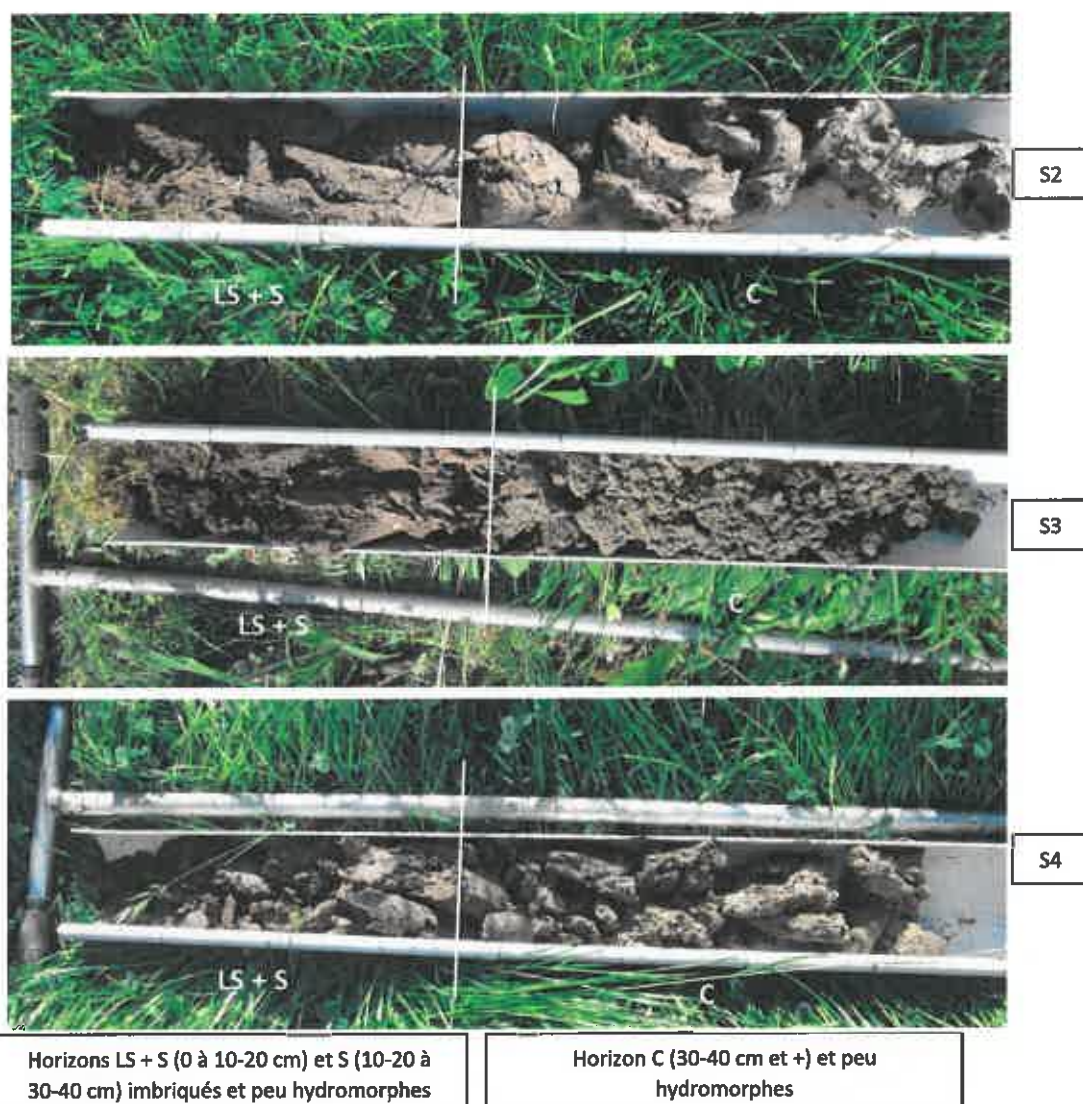 S2
LS + S
C
S3
LS + S
C
S4
LS + S
C
Horizons LS + S (0 à 10-20 cm) et S (10-20 à
30-40 cm) imbriqués et peu hydromorphes
Horizon C (30-40 cm et +) et peu
hydromorphes